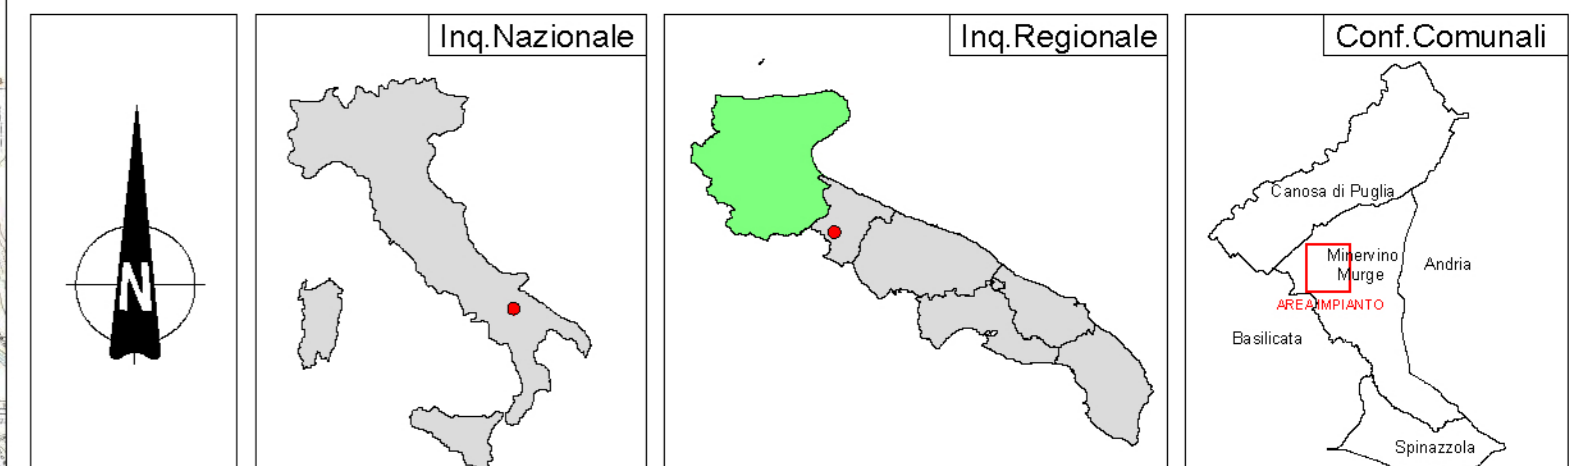 N
Inq.Nazionale
Inq.Regionale
Conf.Comunali
Canosa di Puglia
Minervino
Murge
Andria
AREA IMPIANTO
Basilicata
Spinazzola